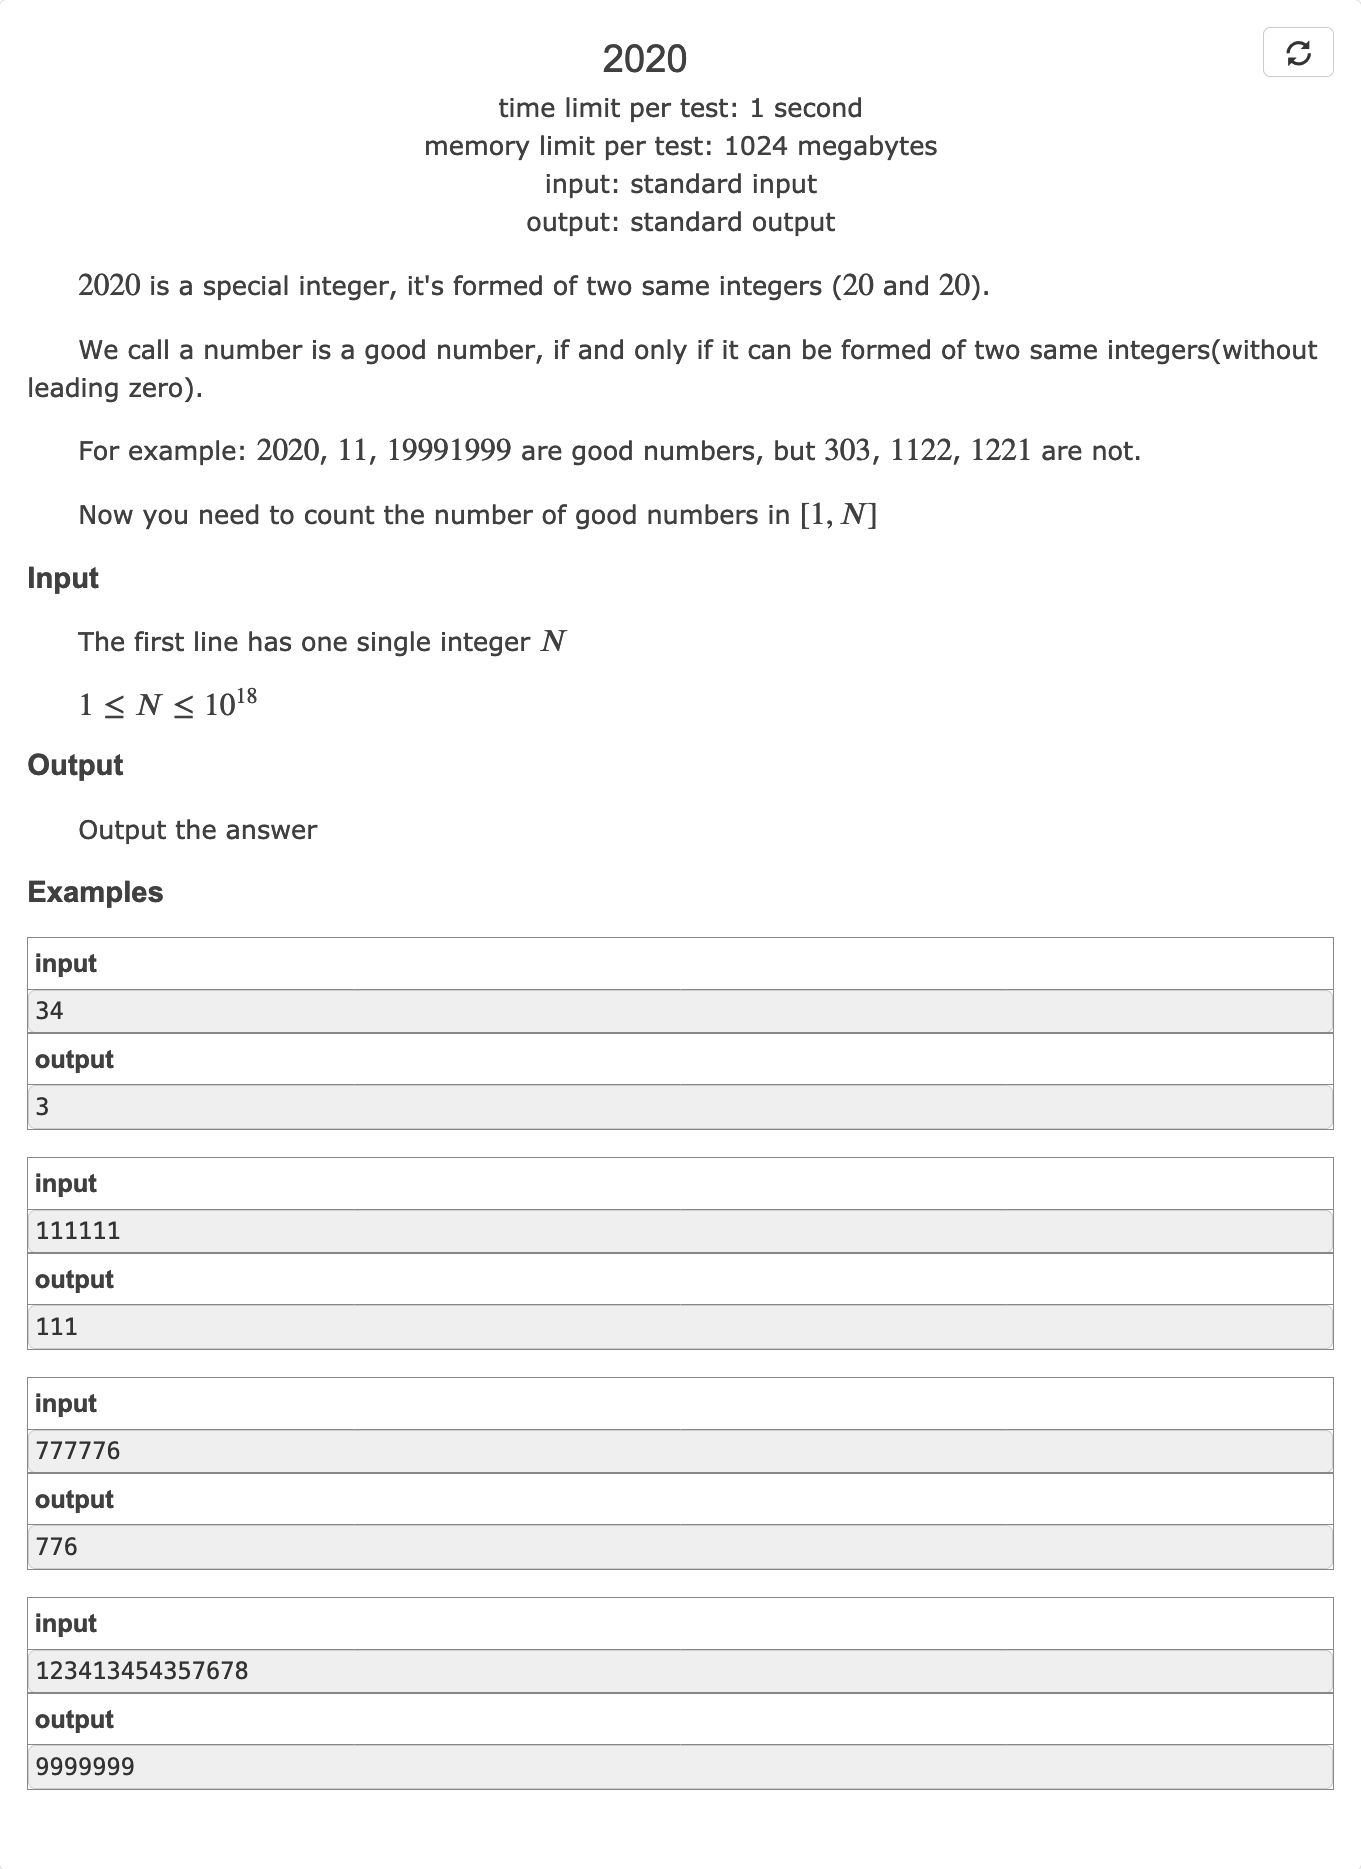 2020
time limit per test: 1 second
memory limit per test: 1024 megabytes
input: standard input
output: standard output
2020 is a special integer, it's formed of two same integers (20 and 20).
We call a number is a good number, if and only if it can be formed of two same integers(without
leading zero).
For example: 2020, 11, 19991999 are good numbers, but 303, 1122, 1221 are not.
Now you need to count the number of good numbers in [1, N]
Input
The first line has one single integer N
1 ≤ N ≤ 10^18
Output
Output the answer
Examples
input
34
output
3
input
111111
output
111
input
777776
output
776
input
123413454357678
output
9999999